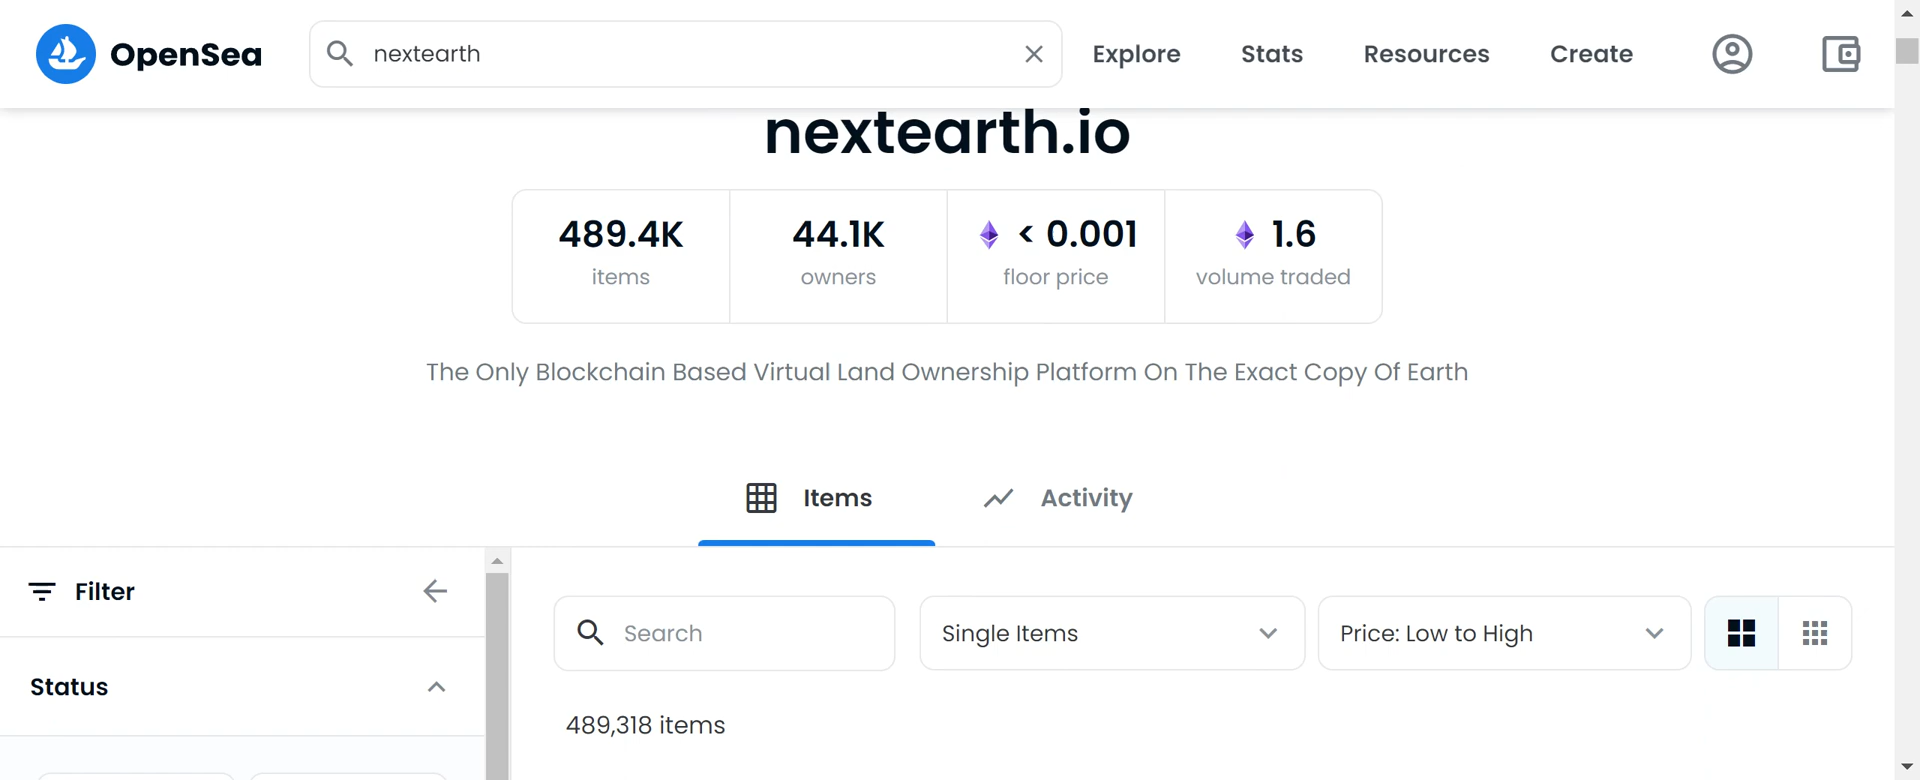 OpenSea
nextearth
Explore
Stats
Resources
Create
nextearth.io
489.4K
items
44.1K
owners
< 0.001
floor price
1.6
volume traded
The Only Blockchain Based Virtual Land Ownership Platform On The Exact Copy Of Earth
Items
Activity
Filter
Search
Single Items
Price: Low to High
Status
489,318 items